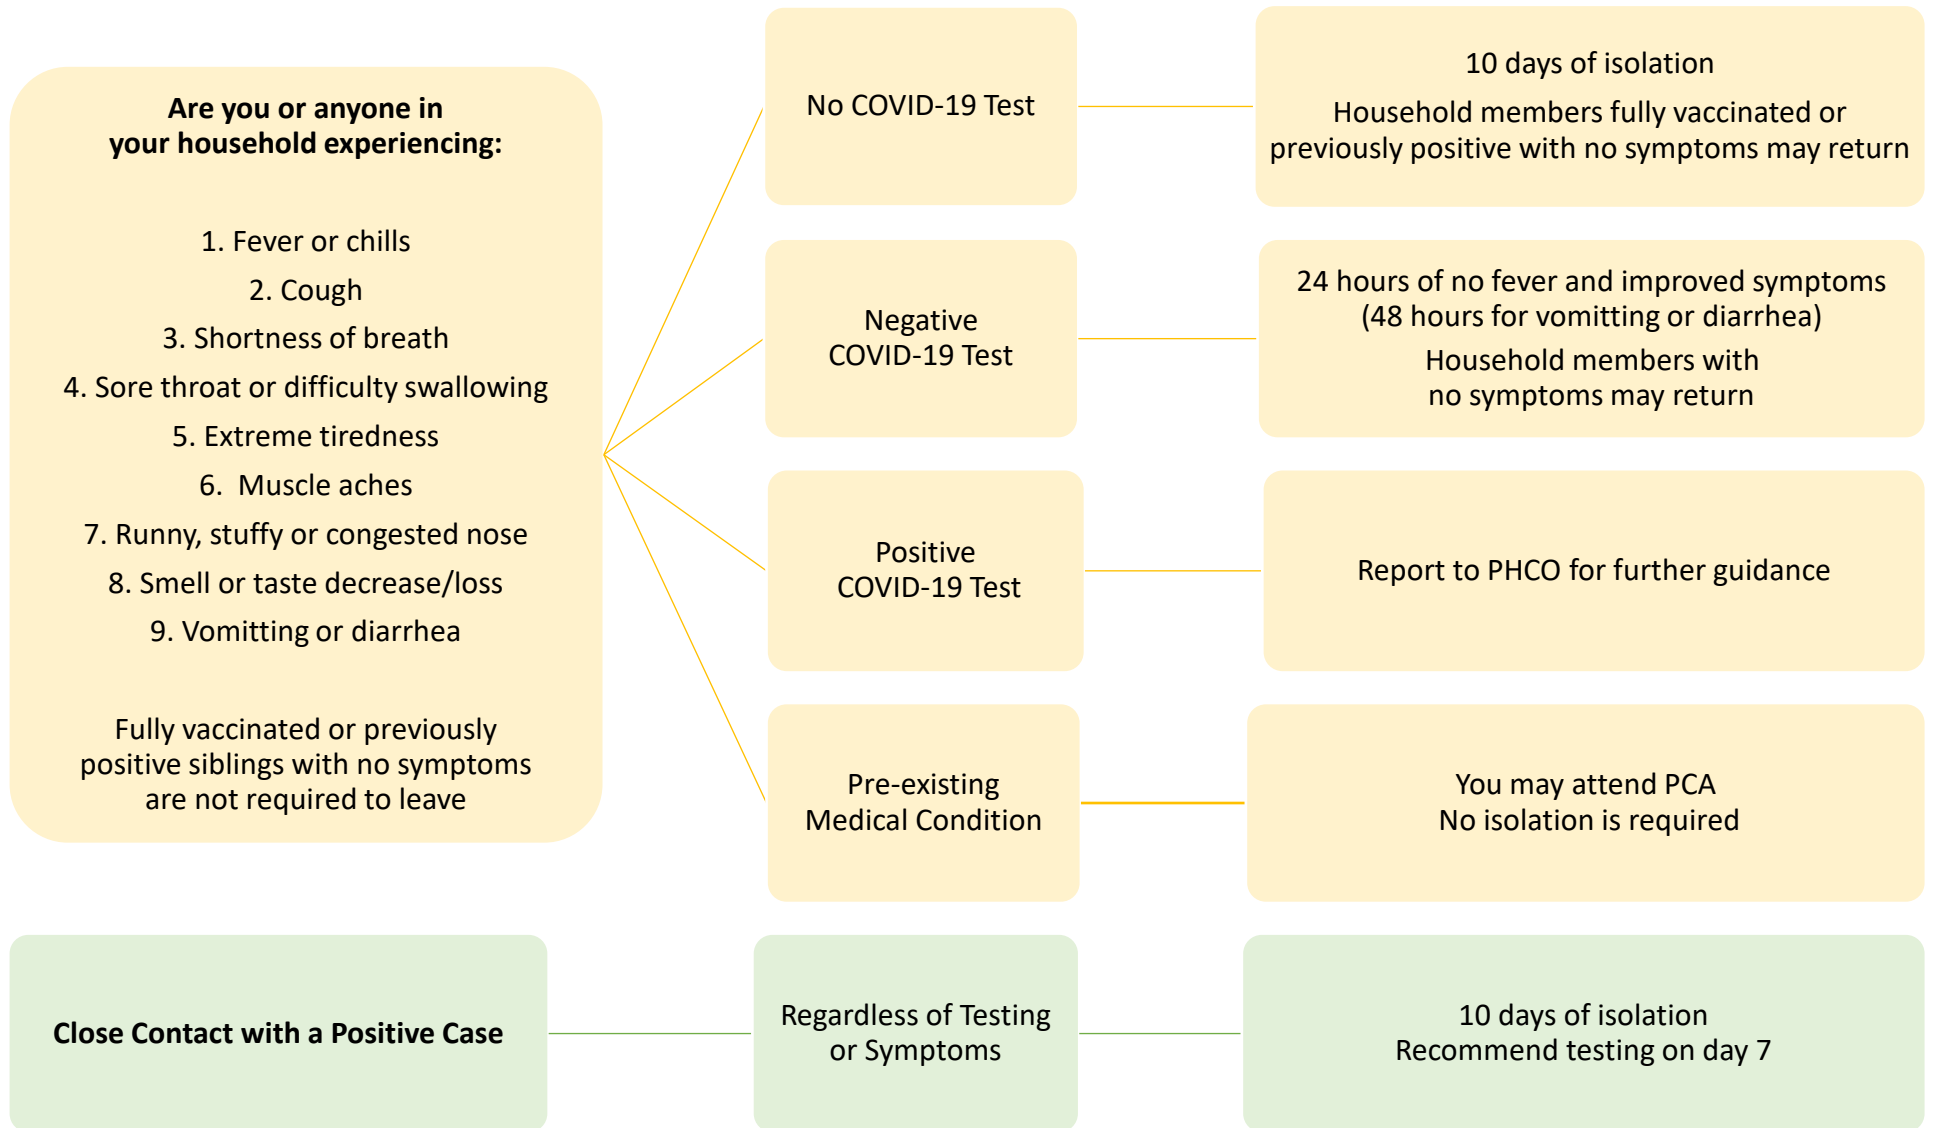 Are you or anyone in
your household experiencing:
1. Fever or chills
2. Cough
3. Shortness of breath
4. Sore throat or difficulty swallowing
5. Extreme tiredness
6.  Muscle aches
7. Runny, stuffy or congested nose
8. Smell or taste decrease/loss
9. Vomitting or diarrhea
Fully vaccinated or previously
positive siblings with no symptoms
are not required to leave
No COVID-19 Test
10 days of isolation
Household members fully vaccinated or
previously positive with no symptoms may return
Negative
COVID-19 Test
24 hours of no fever and improved symptoms
(48 hours for vomitting or diarrhea)
Household members with
no symptoms may return
Positive
COVID-19 Test
Report to PHCO for further guidance
Pre-existing
Medical Condition
You may attend PCA
No isolation is required
Close Contact with a Positive Case
Regardless of Testing
or Symptoms
10 days of isolation
Recommend testing on day 7